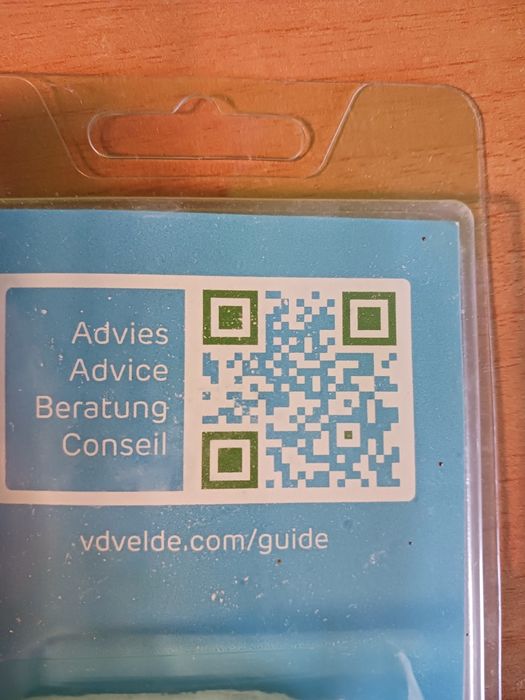 Advies
Advice
Beratung
Conseil
vdvelde.com/guide